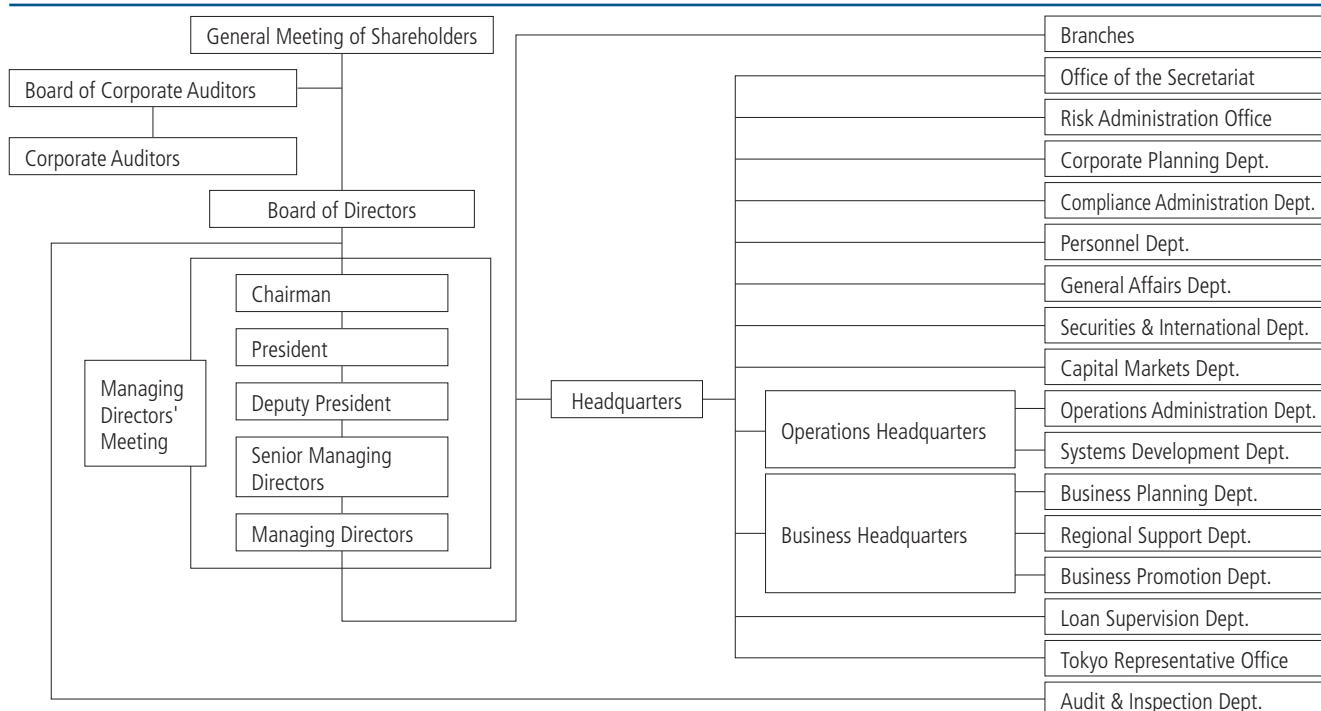 General Meeting of Shareholders
Board of Corporate Auditors
Corporate Auditors
Board of Directors
Chairman
President
Deputy President
Senior Managing
Directors
Managing Directors
Managing
Directors'
Meeting
Headquarters
Operations Headquarters
Business Headquarters
Branches
Office of the Secretariat
Risk Administration Office
Corporate Planning Dept.
Compliance Administration Dept.
Personnel Dept.
General Affairs Dept.
Securities & International Dept.
Capital Markets Dept.
Operations Administration Dept.
Systems Development Dept.
Business Planning Dept.
Regional Support Dept.
Business Promotion Dept.
Loan Supervision Dept.
Tokyo Representative Office
Audit & Inspection Dept.